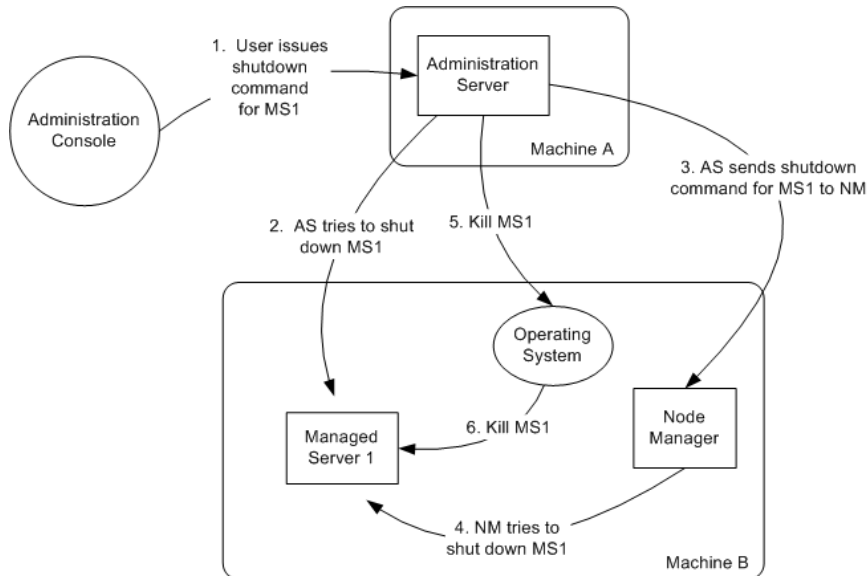 1. User issues
shutdown
command
for MS1
Administration
Console
Administration
Server
Machine A
3. AS sends shutdown
command for MS1 to NM
2. AS tries to shut
down MS1
5. Kill MS1
Operating
System
Managed
Server 1
6. Kill MS1
Node
Manager
4. NM tries to
shut down MS1
Machine B